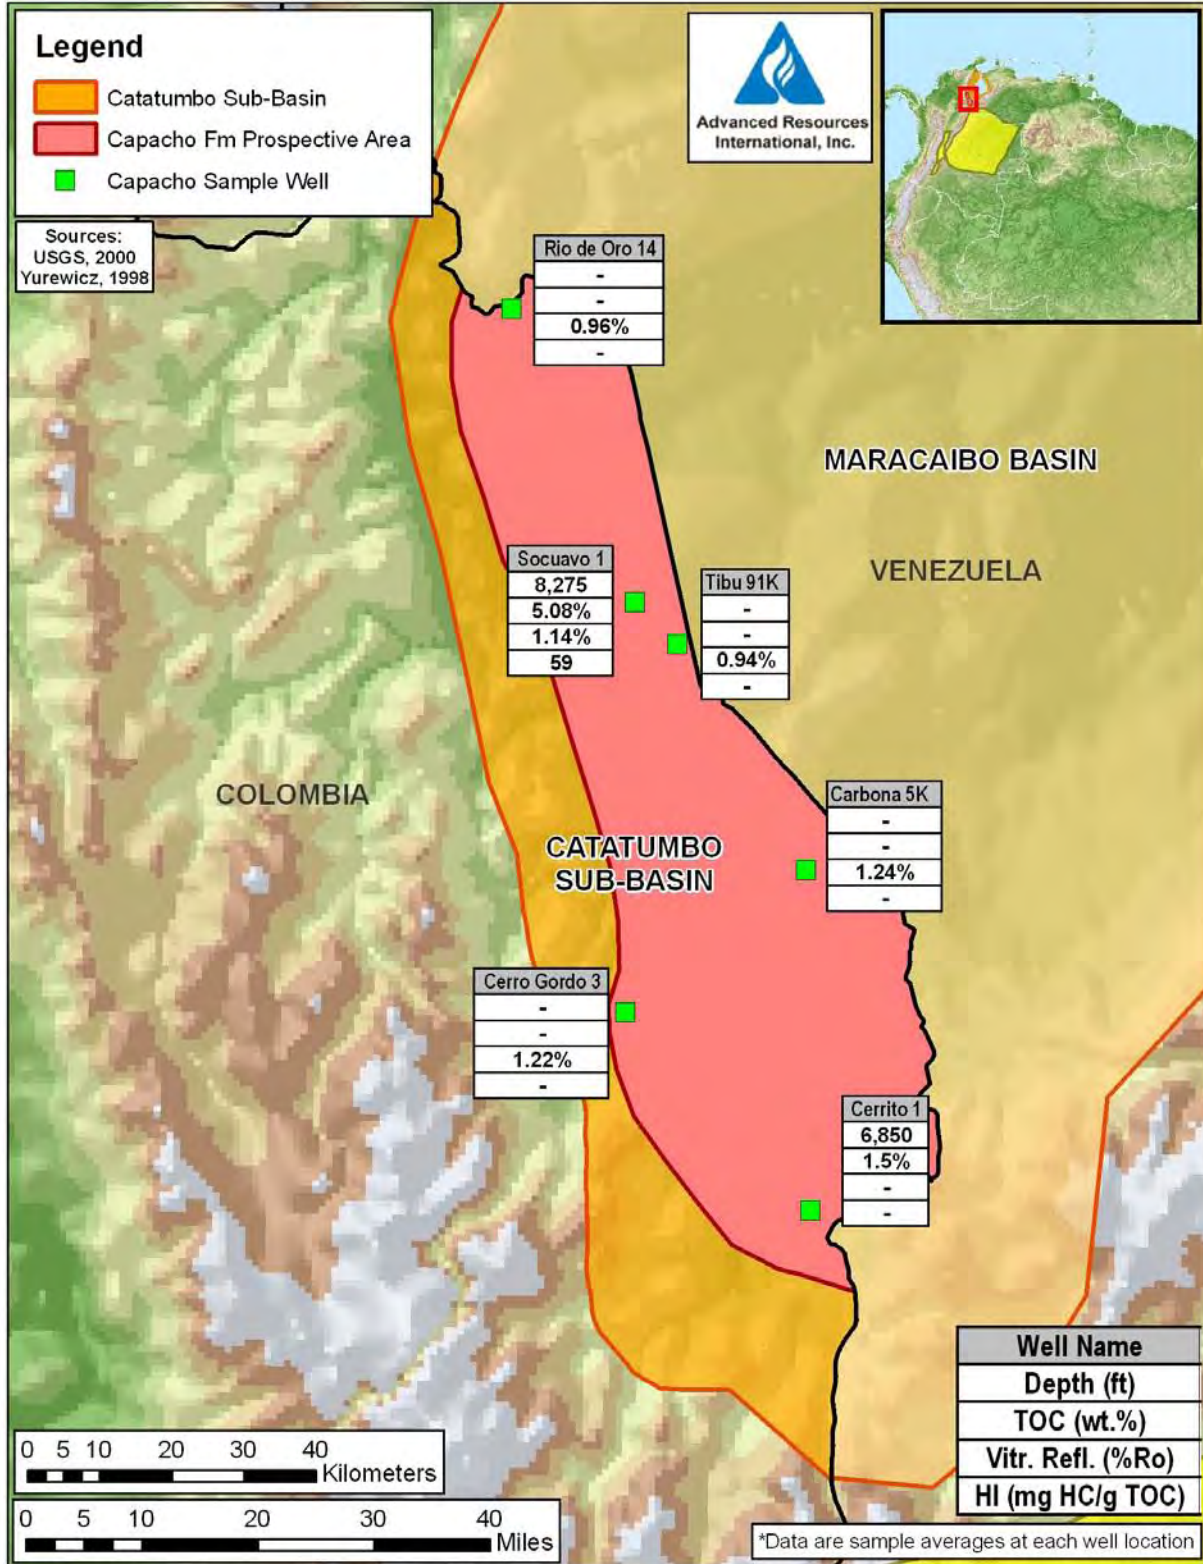 Legend
Catatumbo Sub-Basin
Capacho Fm Prospective Area
Capacho Sample Well
Sources:
USGS, 2000
Yurewicz, 1998
Advanced Resources
International, Inc.
Rio de Oro 14
-
-
0.96%
-
MARACAIBO BASIN
VENEZUELA
Socuavo 1
8,275
5.08%
1.14%
59
Tibu 91K
-
-
0.94%
-
COLOMBIA
CATATUMBO
SUB-BASIN
Carbona 5K
-
-
1.24%
-
Cerro Gordo 3
-
-
1.22%
-
Cerrito 1
6,850
1.5%
-
-
Well Name
Depth (ft)
TOC (wt.%)
Vitr. Refl. (%Ro)
HI (mg HC/g TOC)
0 5 10 20 30 40
Kilometers
0 5 10 20 30 40
Miles
*Data are sample averages at each well location